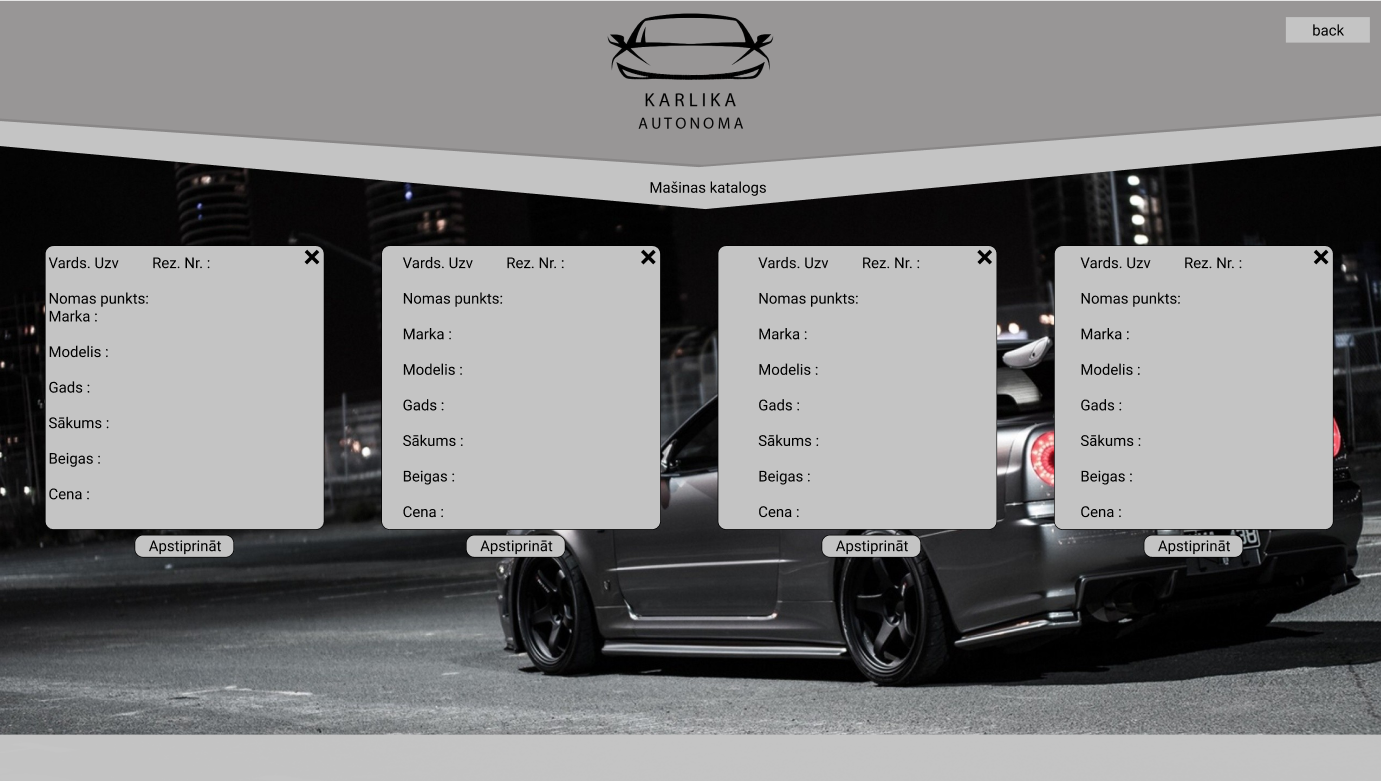 back
KARLIKA
AUTONOMA
Mašinas katalogs
Vards. Uzv Rez. Nr. :
Nomas punkts:
Marka :
Modelis :
Gads :
Sākums :
Beigas :
Cena :
Apstiprināt
Vards. Uzv Rez. Nr. :
Nomas punkts:
Marka :
Modelis :
Gads :
Sākums :
Beigas :
Cena :
Apstiprināt
Vards. Uzv Rez. Nr. :
Nomas punkts:
Marka :
Modelis :
Gads :
Sākums :
Beigas :
Cena :
Apstiprināt
Vards. Uzv Rez. Nr. :
Nomas punkts:
Marka :
Modelis :
Gads :
Sākums :
Beigas :
Cena :
Apstiprināt